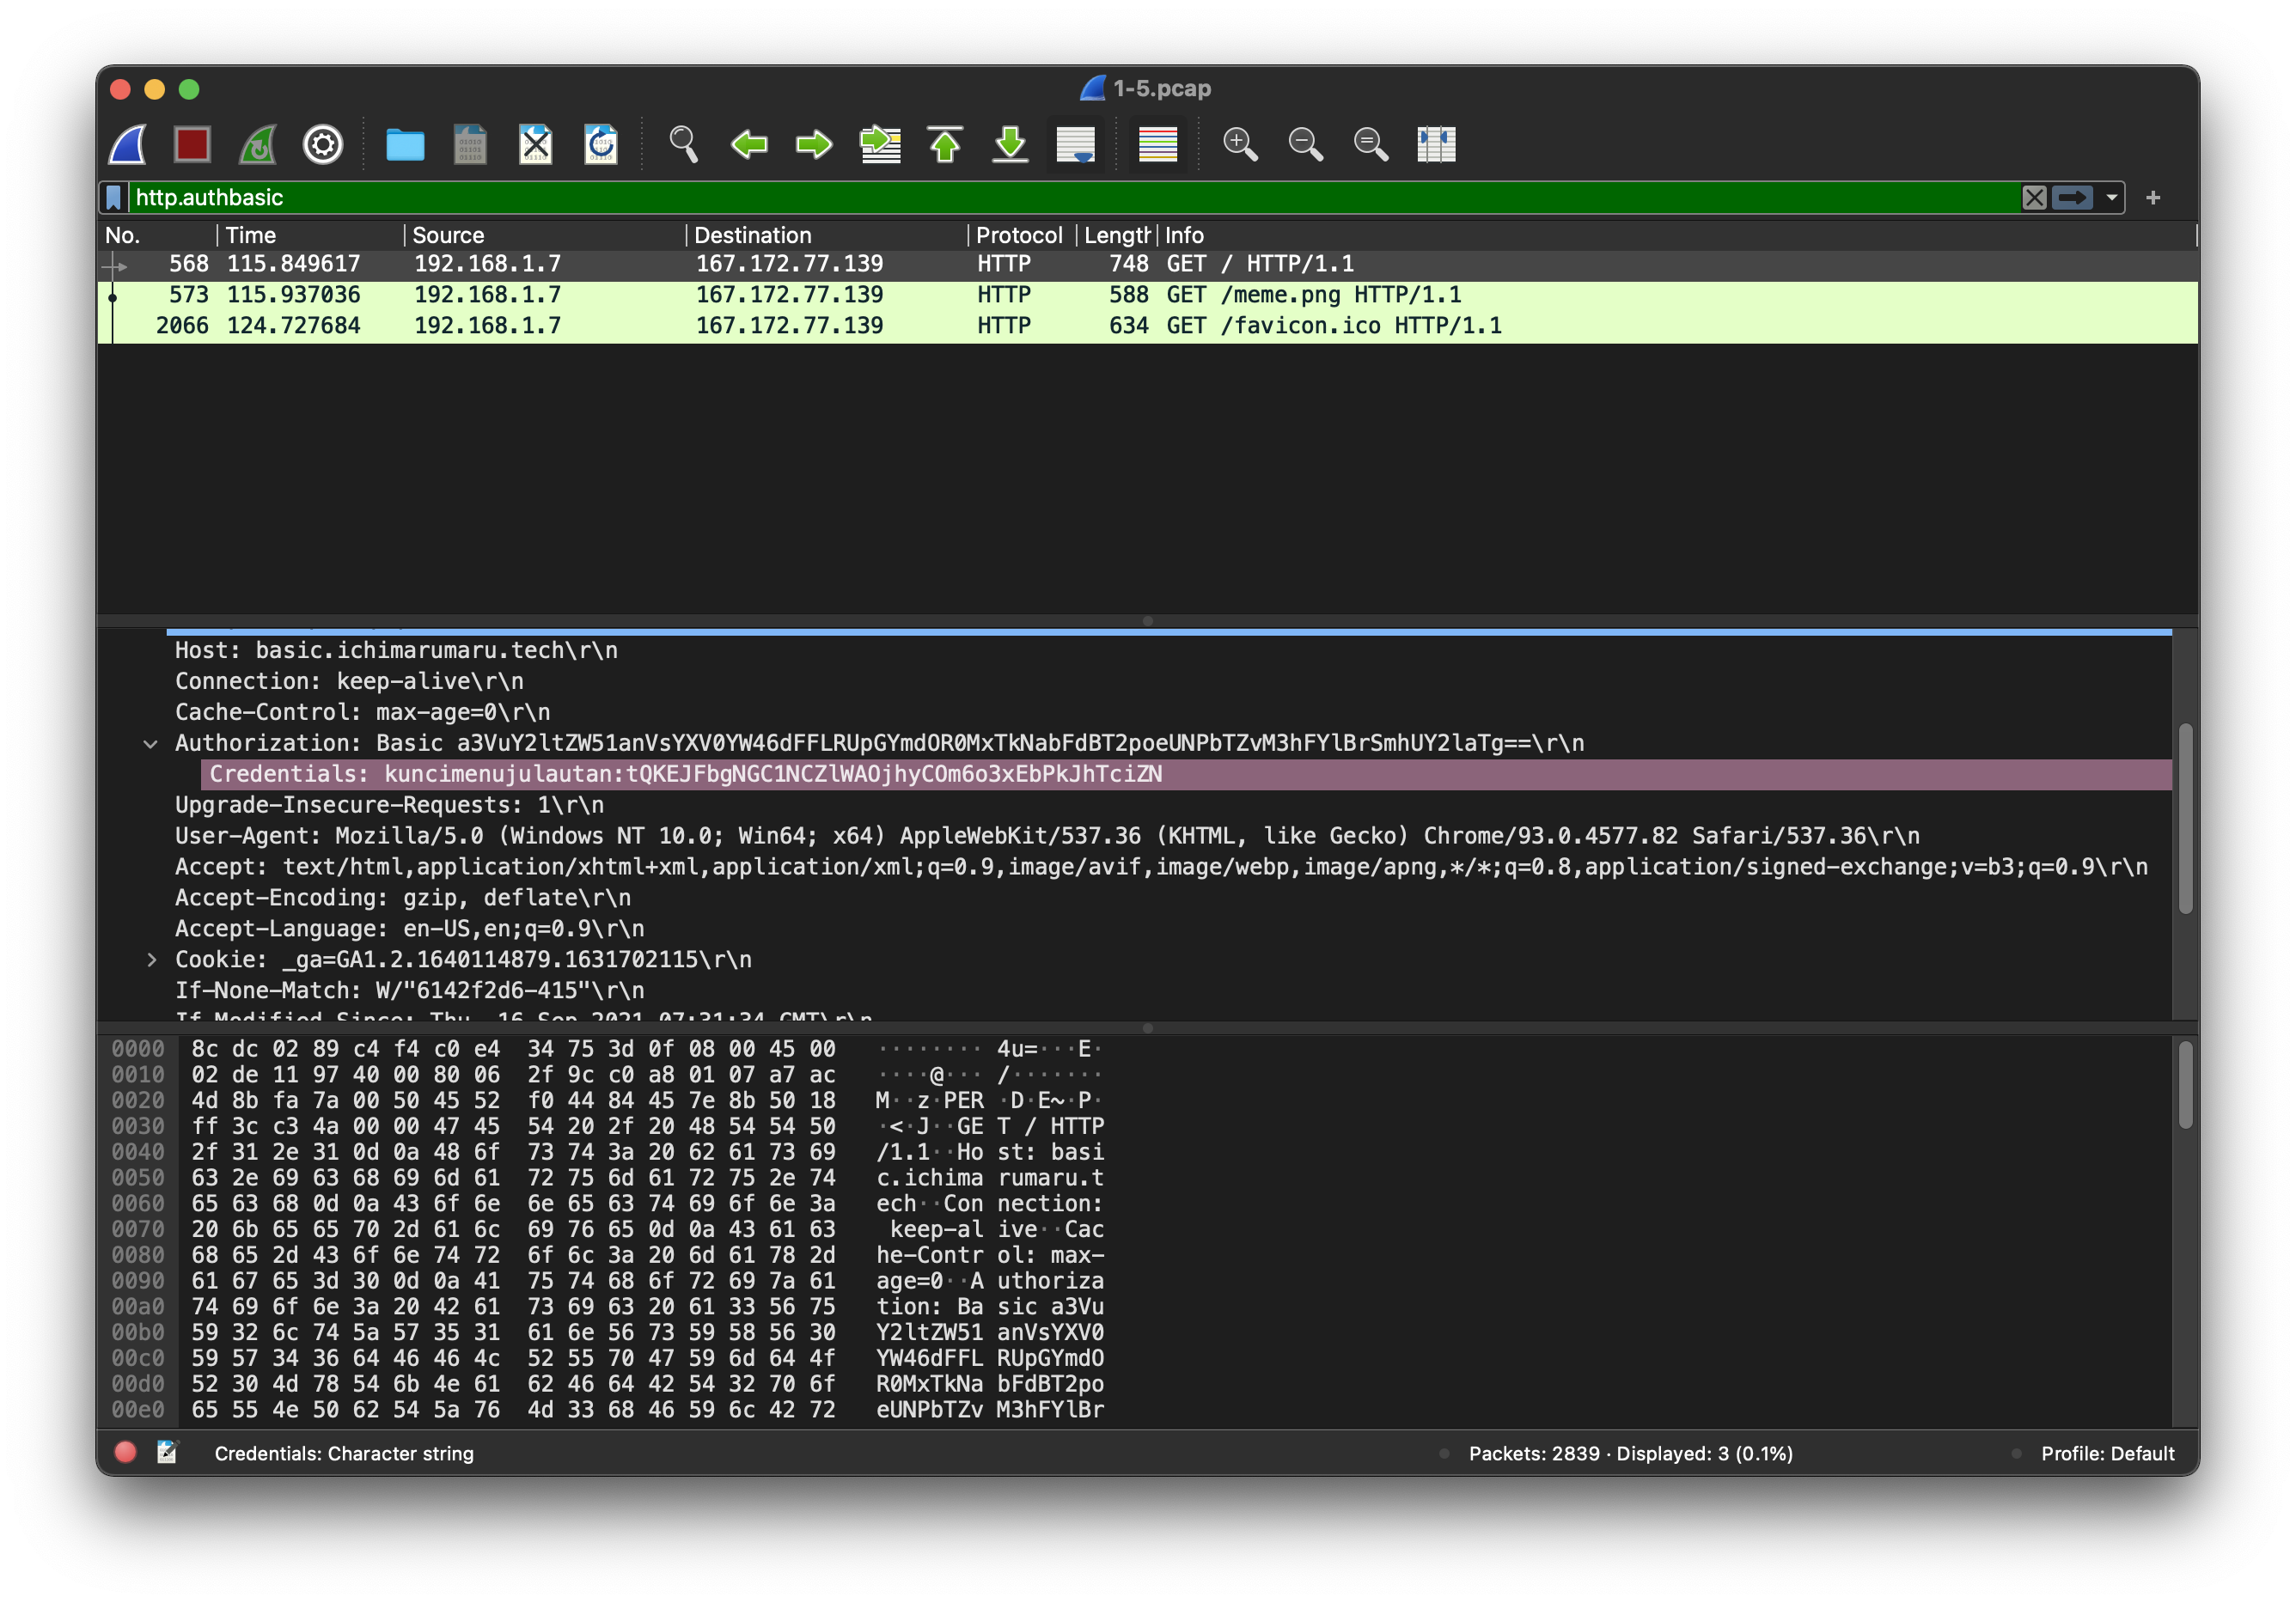 1-5.pcap
http.authbasic
No. Time Source Destination Protocol Length Info
568 115.849617 192.168.1.7 167.172.77.139 HTTP 748 GET / HTTP/1.1
573 115.937036 192.168.1.7 167.172.77.139 HTTP 588 GET /meme.png HTTP/1.1
2066 124.727684 192.168.1.7 167.172.77.139 HTTP 634 GET /favicon.ico HTTP/1.1
Host: basic.ichimarumaru.tech\r\n
Connection: keep-alive\r\n
Cache-Control: max-age=0\r\n
Authorization: Basic a3VuY2ltZW51anVsYXV0YW46dFFLRUpGYmdOR0MxTkNabFdBT2poeUNPbTZvM3hFYlBrSmhUY2laTg==\r\n
Credentials: kuncimenujulautan:tQKEJFbgNGC1NCZlWAOjhyCOm6o3xEbPkJhTciZN
Upgrade-Insecure-Requests: 1\r\n
User-Agent: Mozilla/5.0 (Windows NT 10.0; Win64; x64) AppleWebKit/537.36 (KHTML, like Gecko) Chrome/93.0.4577.82 Safari/537.36\r\n
Accept: text/html,application/xhtml+xml,application/xml;q=0.9,image/avif,image/webp,image/apng,*/*;q=0.8,application/signed-exchange;v=b3;q=0.9\r\n
Accept-Encoding: gzip, deflate\r\n
Accept-Language: en-US,en;q=0.9\r\n
Cookie: _ga=GA1.2.1640114879.1631702115\r\n
If-None-Match: W/"6142f2d6-415"\r\n
If-Modified-Since: Thu, 16 Sep 2021 07:31:34 GMT\r\n
0000 8c dc 02 89 c4 f4 c0 e4 34 75 3d 0f 08 00 45 00 ········ 4u=···E·
0010 02 de 11 97 40 00 80 06 2f 9c c0 a8 01 07 a7 ac ····@··· /·······
0020 4d 8b fa 7a 00 50 45 52 f0 44 84 45 7e 8b 50 18 M··z·PER ·D·E~·P·
0030 ff 3c c3 4a 00 00 47 45 54 20 2f 20 48 54 54 50 ·<·J··GE T / HTTP
0040 2f 31 2e 31 0d 0a 48 6f 73 74 3a 20 62 61 73 69 /1.1··Ho st: basi
0050 63 2e 69 63 68 69 6d 61 72 75 6d 61 72 75 2e 74 c.ichima rumaru.t
0060 65 63 68 0d 0a 43 6f 6e 6e 65 63 74 69 6f 6e 3a ech··Con nection:
0070 20 6b 65 65 70 2d 61 6c 69 76 65 0d 0a 43 61 63 keep-al ive··Cac
0080 68 65 2d 43 6f 6e 74 72 6f 6c 3a 20 6d 61 78 2d he-Contr ol: max-
0090 61 67 65 3d 30 0d 0a 41 75 74 68 6f 72 69 7a 61 age=0··A uthoriza
00a0 74 69 6f 6e 3a 20 42 61 73 69 63 20 61 33 56 75 tion: Ba sic a3Vu
00b0 59 32 6c 74 5a 57 35 31 61 6e 56 73 59 58 56 30 Y2ltZW51 anVsYXV0
00c0 59 57 34 36 64 46 46 4c 52 55 70 47 59 6d 64 4f YW46dFFL RUpGYmdO
00d0 52 30 4d 78 54 6b 4e 61 62 46 64 42 54 32 70 6f R0MxTkNa bFdBT2po
00e0 65 55 4e 50 62 54 5a 76 4d 33 68 46 59 6c 42 72 eUNPbTZv M3hFYlBr
Credentials: Character string
Packets: 2839 · Displayed: 3 (0.1%)
Profile: Default